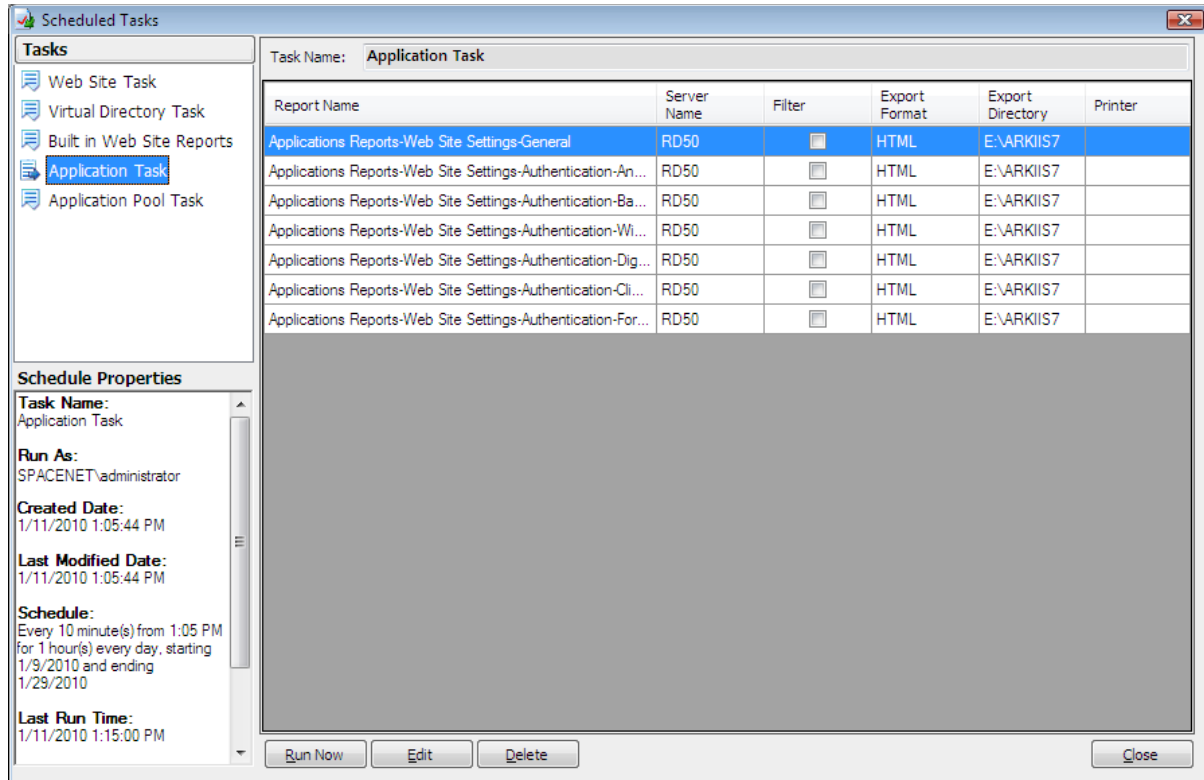 Scheduled Tasks
Tasks
Web Site Task
Virtual Directory Task
Built in Web Site Reports
Application Task
Application Pool Task
Task Name: Application Task
Report Name Server Name Filter Export Format Export Directory Printer
Applications Reports-Web Site Settings-General RD50 HTML E:\ARKIIS7
Applications Reports-Web Site Settings-Authentication-An... RD50 HTML E:\ARKIIS7
Applications Reports-Web Site Settings-Authentication-Ba... RD50 HTML E:\ARKIIS7
Applications Reports-Web Site Settings-Authentication-Wi... RD50 HTML E:\ARKIIS7
Applications Reports-Web Site Settings-Authentication-Dig... RD50 HTML E:\ARKIIS7
Applications Reports-Web Site Settings-Authentication-Cli... RD50 HTML E:\ARKIIS7
Applications Reports-Web Site Settings-Authentication-For... RD50 HTML E:\ARKIIS7
Schedule Properties
Task Name:
Application Task
Run As:
SPACENET\administrator
Created Date:
1/11/2010 1:05:44 PM
Last Modified Date:
1/11/2010 1:05:44 PM
Schedule:
Every 10 minute(s) from 1:05 PM
for 1 hour(s) every day, starting
1/9/2010 and ending
1/29/2010
Last Run Time:
1/11/2010 1:15:00 PM
Run Now Edit Delete Close